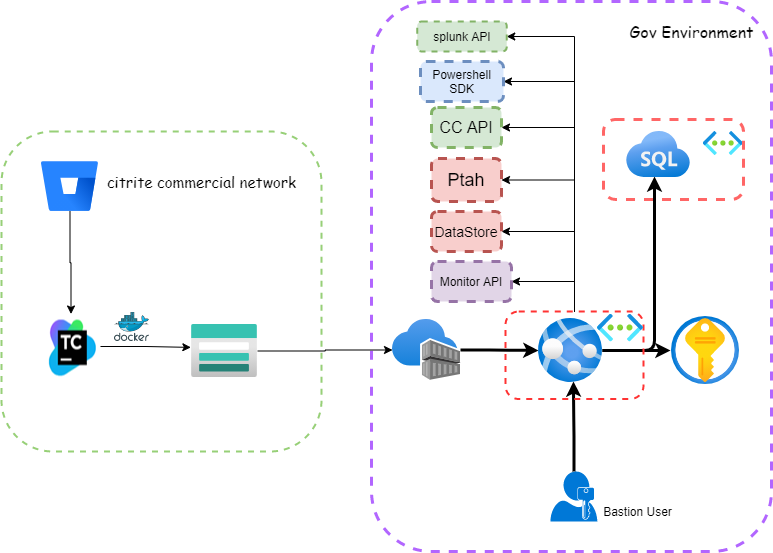 splunk API
Gov Environment
Powershell
SDK
CC API
SQL
citrite commercial network
Ptah
DataStore
Monitor API
TC
docker
Bastion User